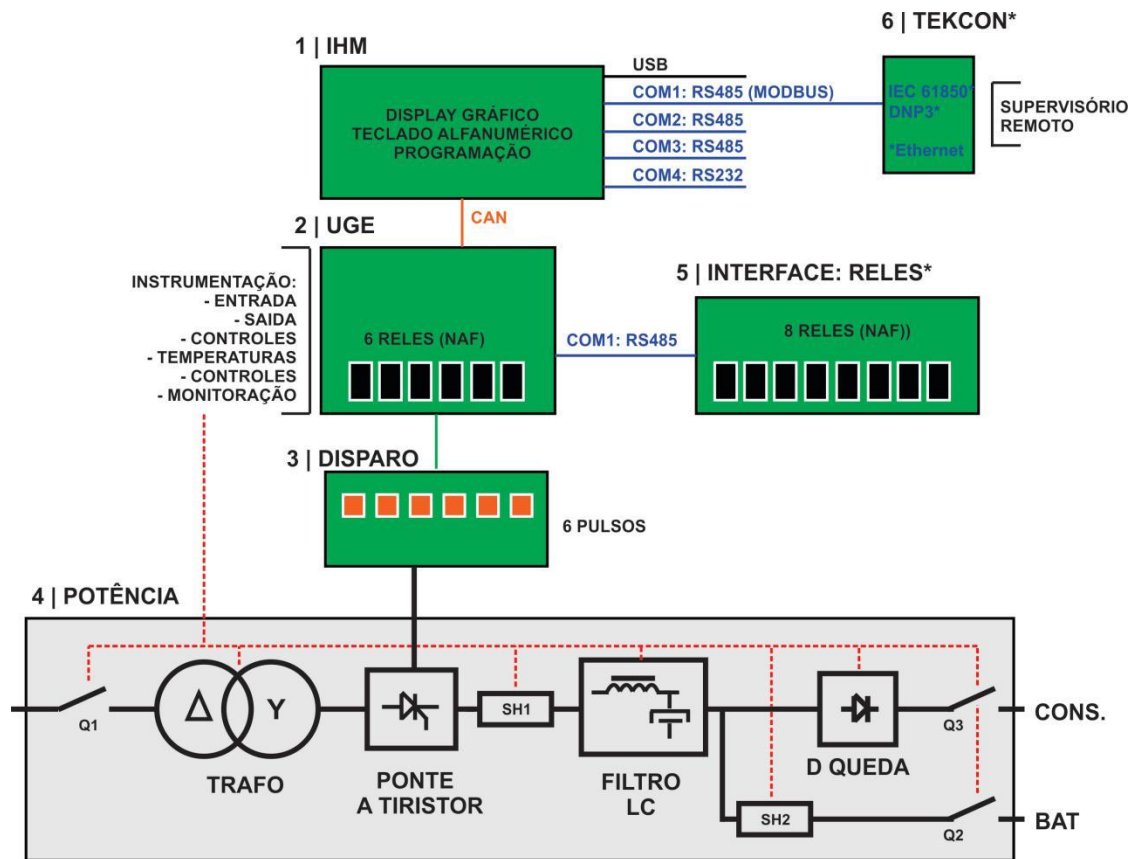 6 | TEKCON*
1 | IHM
USB
COM1: RS485 (MODBUS)
COM2: RS485
COM3: RS485
COM4: RS232
DISPLAY GRÁFICO
TECLADO ALFANUMÉRICO
PROGRAMAÇÃO
IEC 61850*
DNP3*
*Ethernet
SUPERVISÓRIO
REMOTO
CAN
2 | UGE
INSTRUMENTAÇÃO:
- ENTRADA
- SAIDA
- CONTROLES
- TEMPERATURAS
- CONTROLES
- MONITORAÇÃO
6 RELES (NAF)
COM1: RS485
5 | INTERFACE: RELES*
8 RELES (NAF))
3 | DISPARO
6 PULSOS
4 | POTÊNCIA
Q1
Δ
Y
TRAFO
PONTE
A TIRISTOR
SH1
FILTRO
LC
D QUEDA
Q3
CONS.
SH2
Q2
BAT